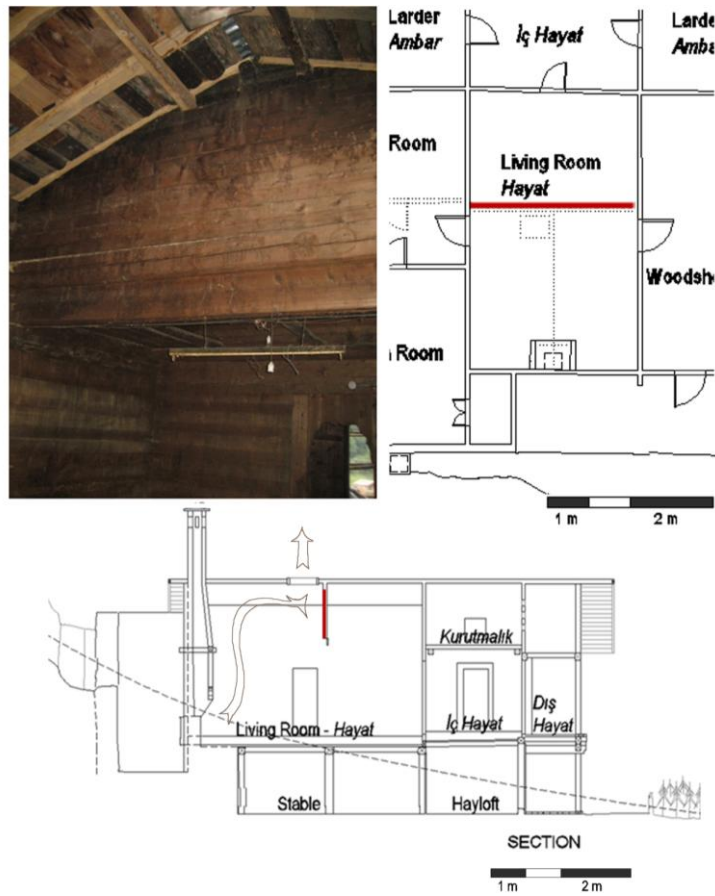 Larder
Ambar
İç Hayat
Larde
Amba
Room
Living Room
Hayat
Woodshe
Room
1 m 2 m
Kurutmalık
İç Hayat
Dış
Hayat
Living Room - Hayat
Stable
Hayloft
SECTION
1 m 2 m